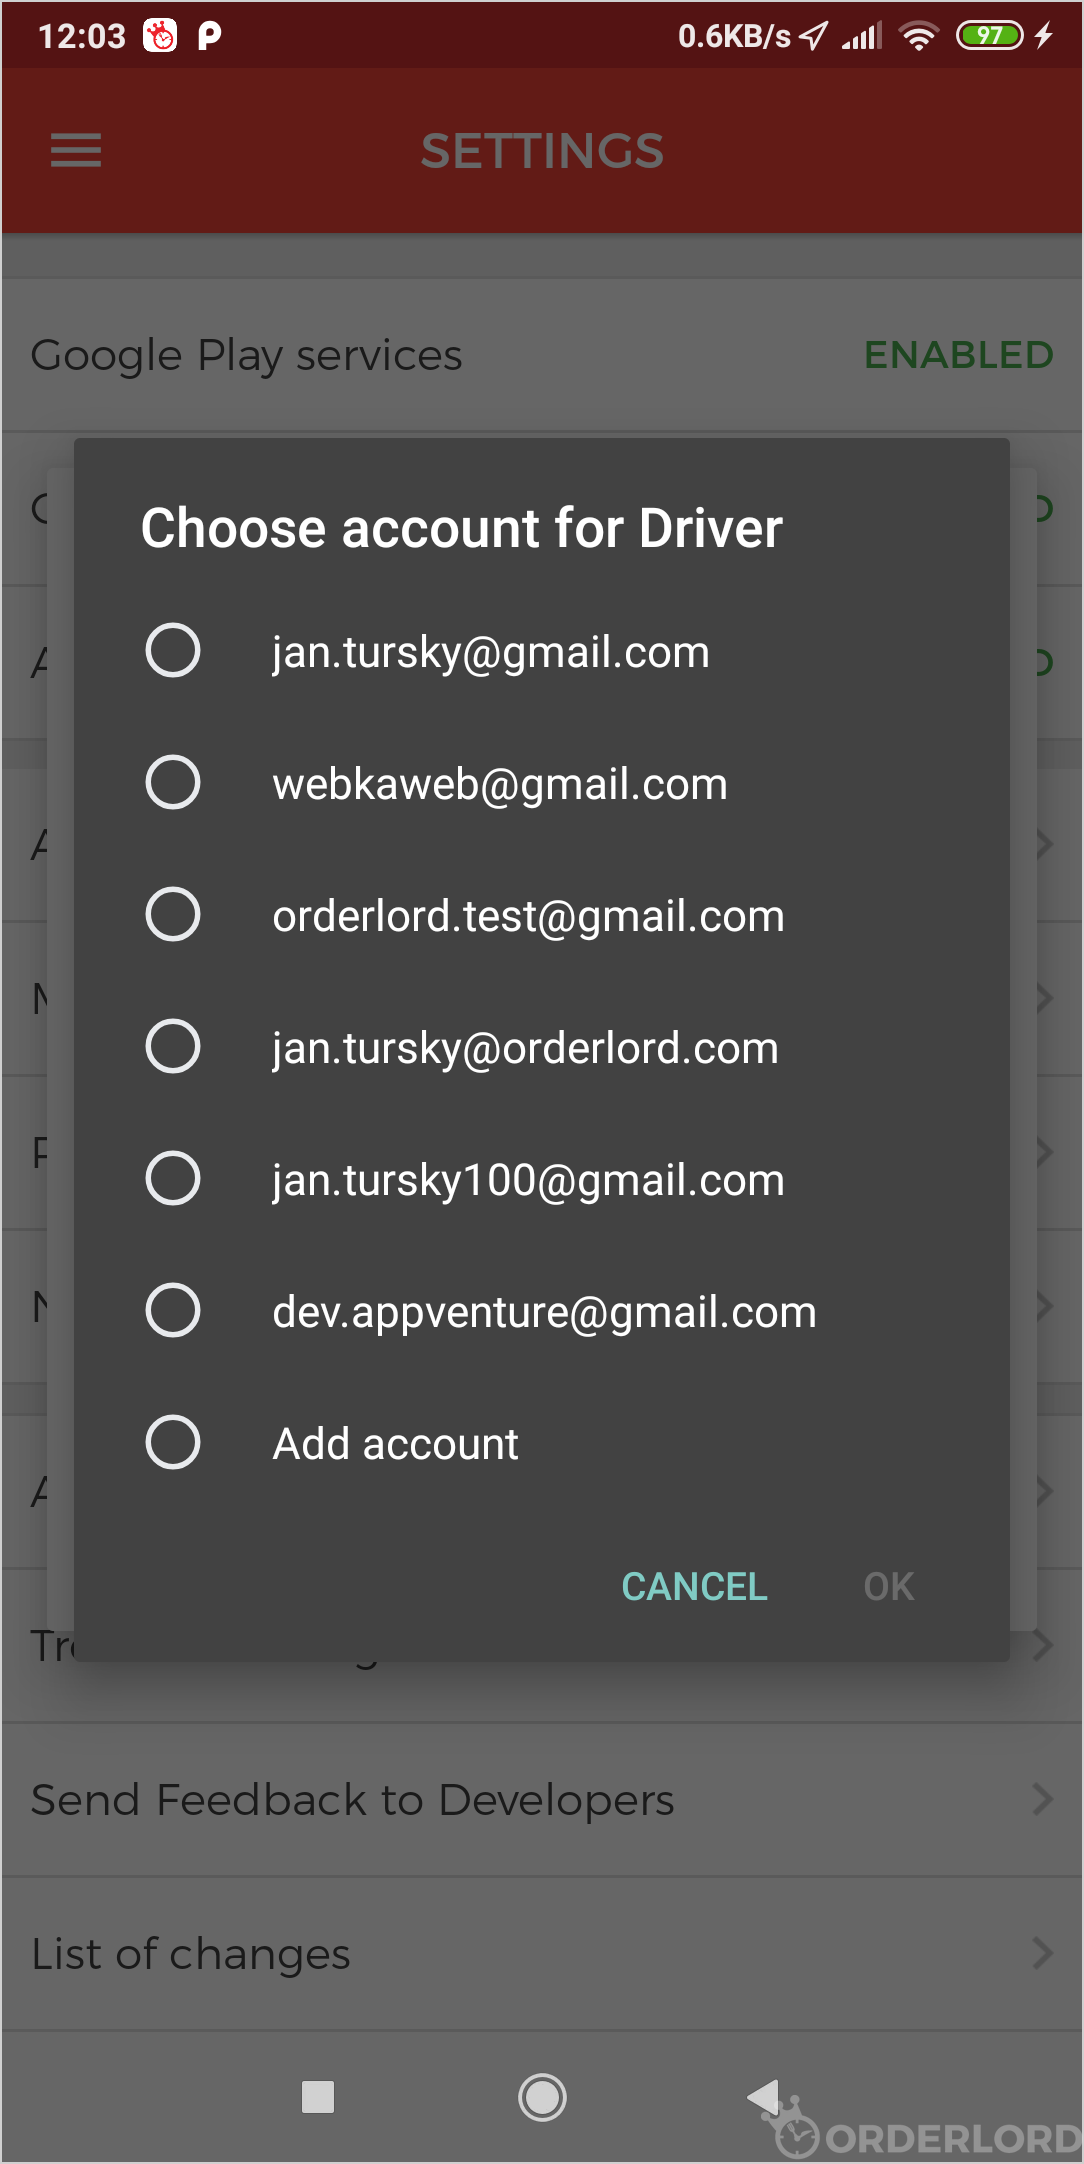 12:03
0.6KB/s
97
SETTINGS
Google Play services ENABLED
Choose account for Driver
jan.tursky@gmail.com
webkaweb@gmail.com
orderlord.test@gmail.com
jan.tursky@orderlord.com
jan.tursky100@gmail.com
dev.appventure@gmail.com
Add account
CANCEL OK
Send Feedback to Developers
List of changes
ORDERLORD